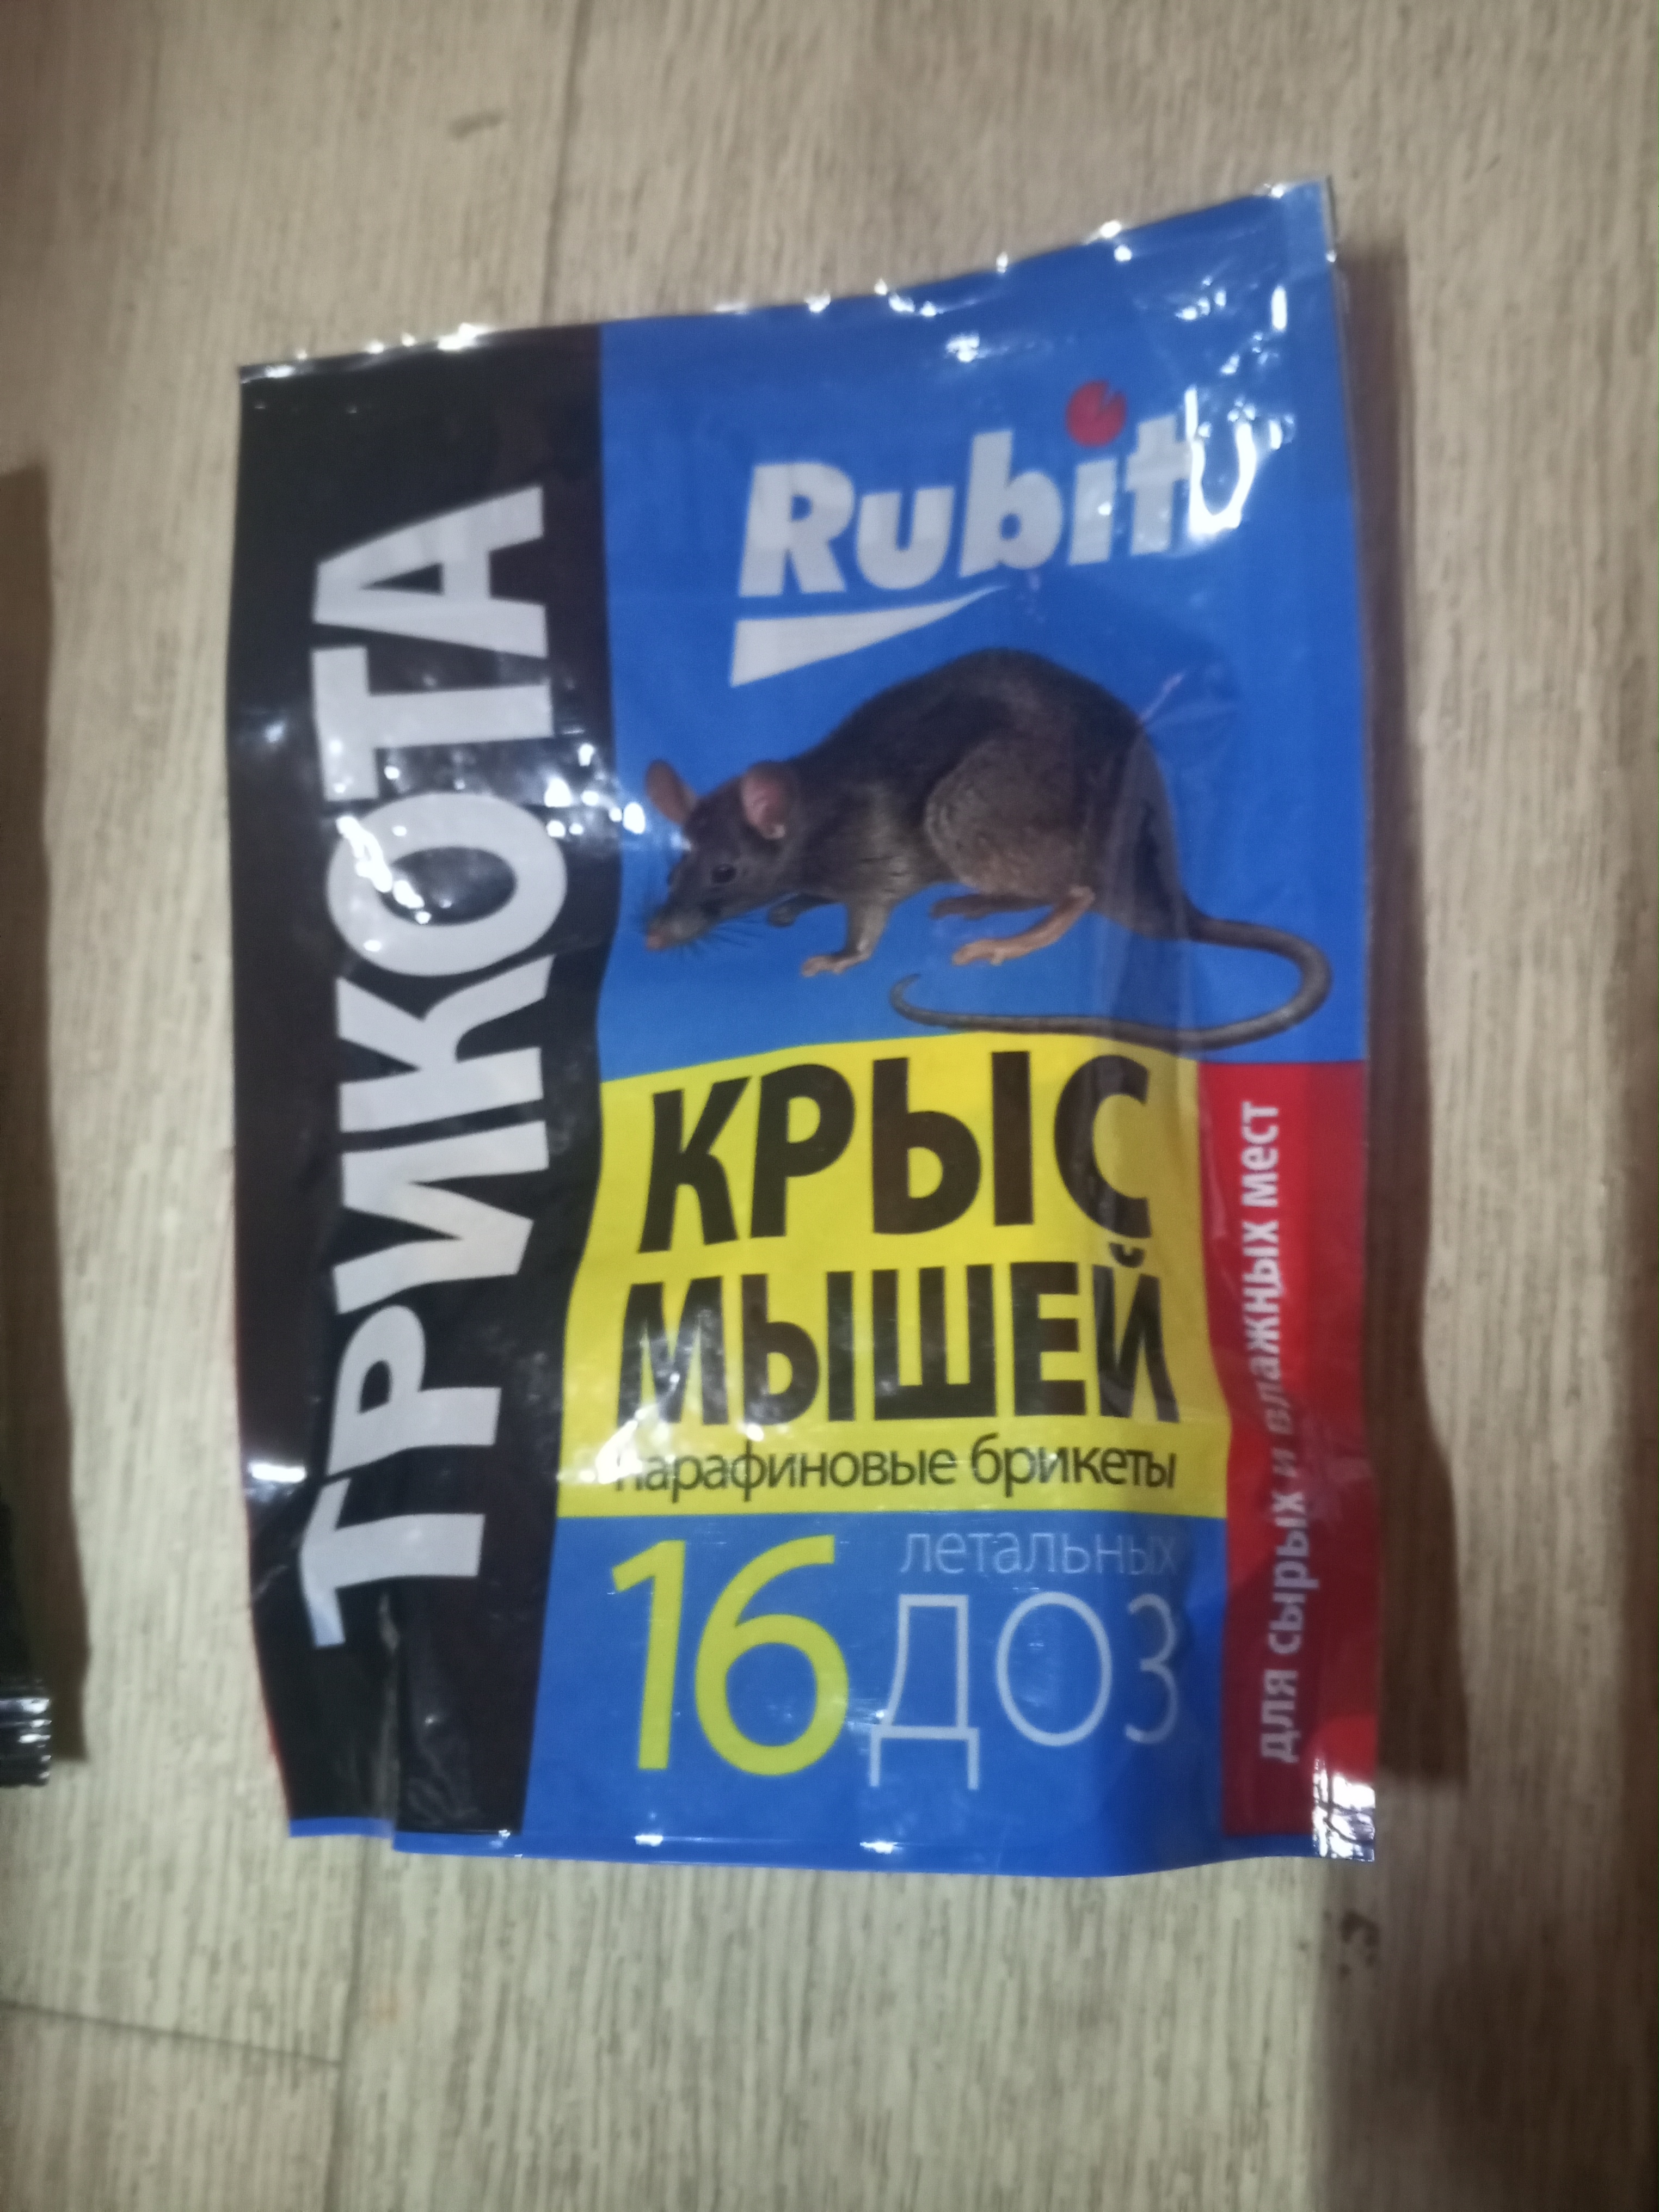 ТРИКОТА
Rubit
КРЫС
МЫШЕЙ
парафиновые брикеты
16 летальных
доз
для сырых и влажных мест